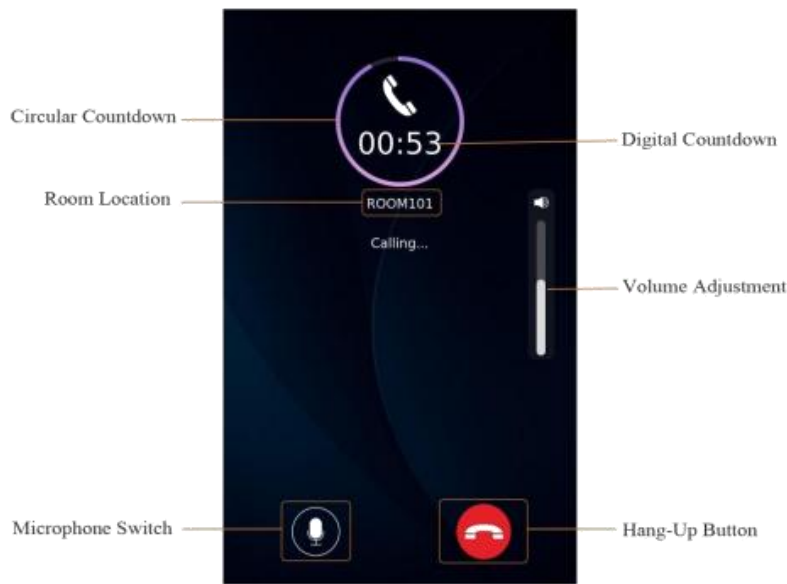 Circular Countdown
00:53
Digital Countdown
Room Location
ROOM101
Calling...
Volume Adjustment
Microphone Switch
Hang-Up Button